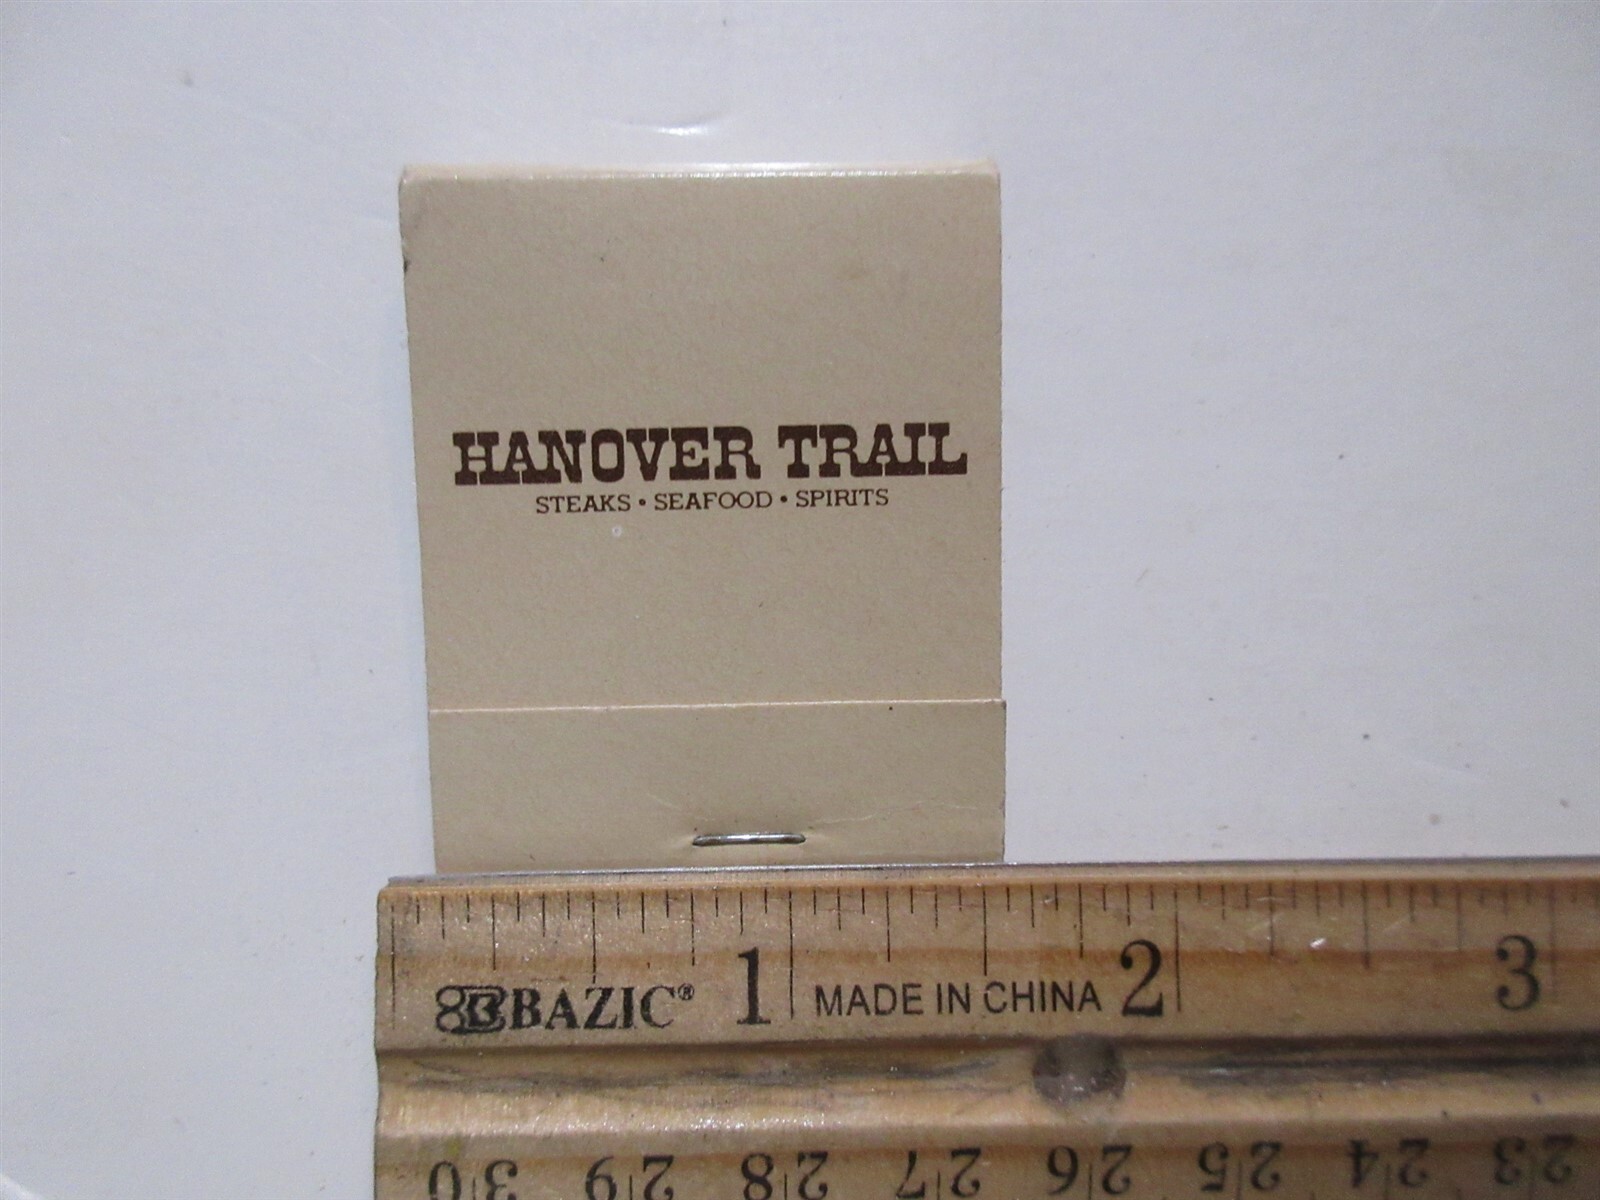 HANOVER TRAIL
STEAKS • SEAFOOD • SPIRITS
BAZIC® 1 MADE IN CHINA 2 3
30 29 28 27 26 25 24 23